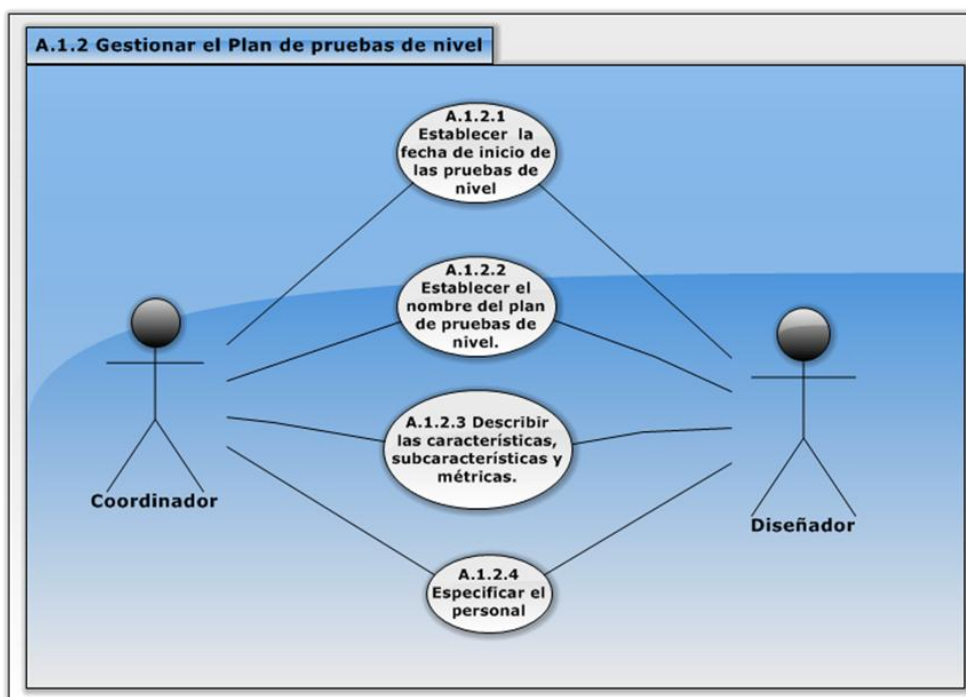 A.1.2 Gestionar el Plan de pruebas de nivel
A.1.2.1
Establecer la
fecha de inicio de
las pruebas de
nivel
A.1.2.2
Establecer el
nombre del plan
de pruebas de
nivel.
A.1.2.3 Describir
las características,
subcaracterísticas y
métricas.
Coordinador
Diseñador
A.1.2.4
Especificar el
personal